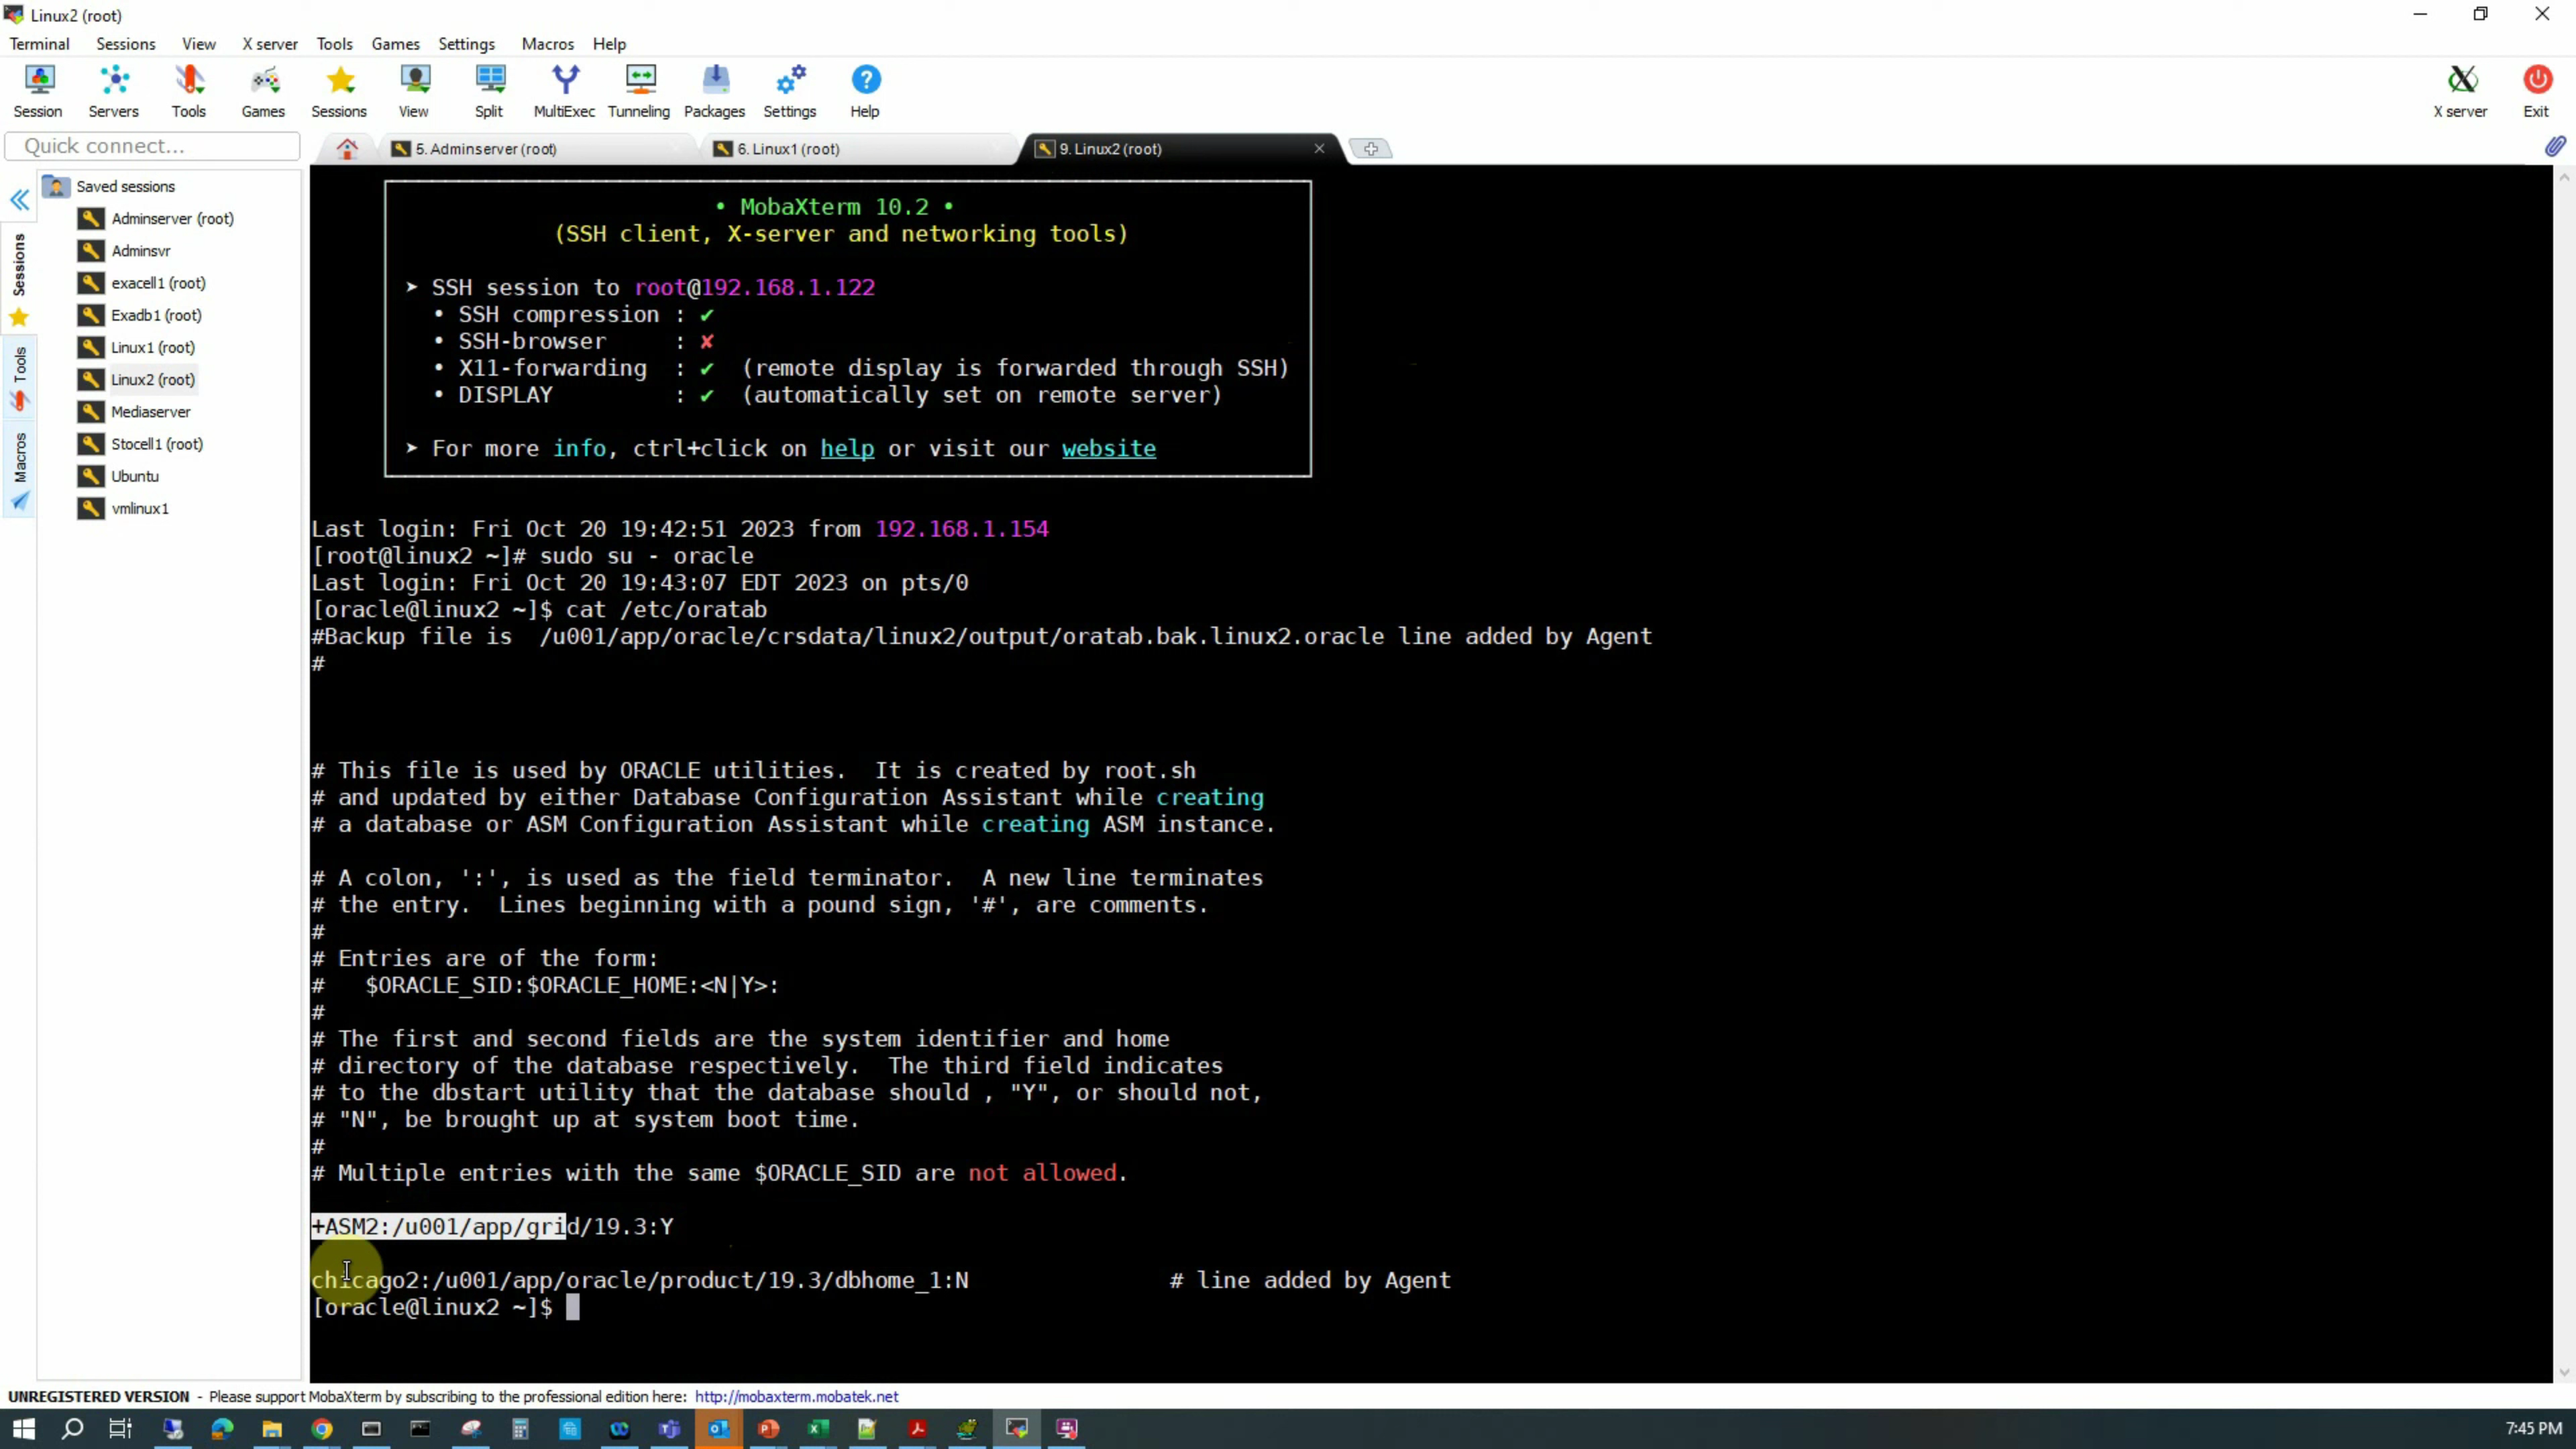 Linux2 (root)
Terminal Sessions View X server Tools Games Settings Macros Help
Session Servers Tools Games Sessions View Split MultiExec Tunneling Packages Settings Help X server Exit
Quick connect...
5. Adminserver (root)
6. Linux1 (root)
9. Linux2 (root)
Sessions
Tools
Macros
Saved sessions
Adminserver (root)
Adminsvr
exacell1 (root)
Exadb1 (root)
Linux1 (root)
Linux2 (root)
Mediaserver
Stocell1 (root)
Ubuntu
vmlinux1
• MobaXterm 10.2 •
(SSH client, X-server and networking tools)
➤ SSH session to root@192.168.1.122
• SSH compression : ✔
• SSH-browser : ✘
• X11-forwarding : ✔ (remote display is forwarded through SSH)
• DISPLAY : ✔ (automatically set on remote server)
➤ For more info, ctrl+click on help or visit our website
Last login: Fri Oct 20 19:42:51 2023 from 192.168.1.154
[root@linux2 ~]# sudo su - oracle
Last login: Fri Oct 20 19:43:07 EDT 2023 on pts/0
[oracle@linux2 ~]$ cat /etc/oratab
#Backup file is  /u001/app/oracle/crsdata/linux2/output/oratab.bak.linux2.oracle line added by Agent
#
# This file is used by ORACLE utilities.  It is created by root.sh
# and updated by either Database Configuration Assistant while creating
# a database or ASM Configuration Assistant while creating ASM instance.
# A colon, ':', is used as the field terminator.  A new line terminates
# the entry.  Lines beginning with a pound sign, '#', are comments.
#
# Entries are of the form:
#   $ORACLE_SID:$ORACLE_HOME:<N|Y>:
#
# The first and second fields are the system identifier and home
# directory of the database respectively.  The third field indicates
# to the dbstart utility that the database should , "Y", or should not,
# "N", be brought up at system boot time.
#
# Multiple entries with the same $ORACLE_SID are not allowed.
+ASM2:/u001/app/grid/19.3:Y
chicago2:/u001/app/oracle/product/19.3/dbhome_1:N               # line added by Agent
[oracle@linux2 ~]$
UNREGISTERED VERSION - Please support MobaXterm by subscribing to the professional edition here: http://mobaxterm.mobatek.net
7:45 PM